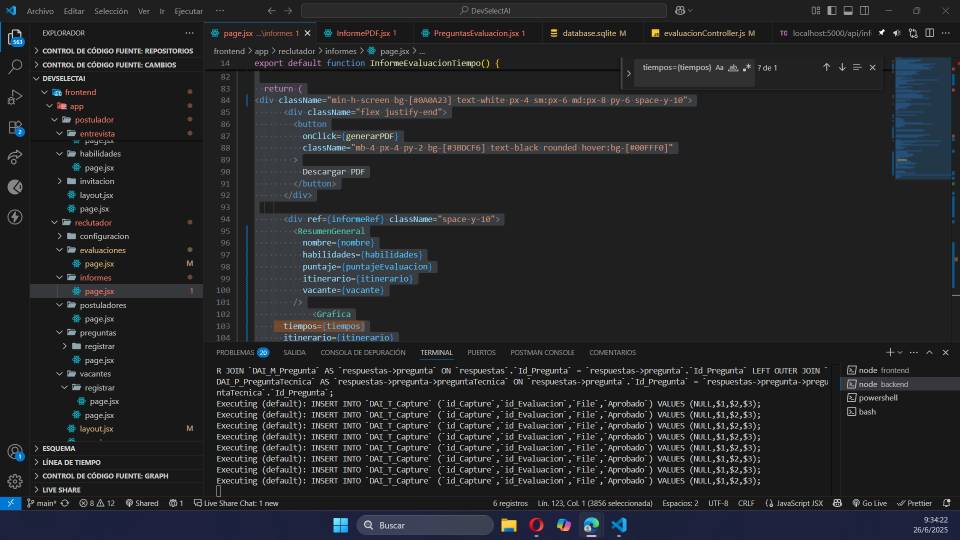 Archivo Editar Selección Ver Ir Ejecutar ...
DevSelectAI
EXPLORADOR
page.jsx ...\informes 1
InformePDF.jsx 1
PreguntasEvaluacion.jsx 1
database.sqlite M
evaluacionController.js M
localhost:5000/api/inf
frontend > app > reclutador > informes > page.jsx > ...
14 export default function InformeEvaluacionTiempo() {
tiempos={tiempos}
? de 1
CONTROL DE CÓDIGO FUENTE: REPOSITORIOS
CONTROL DE CÓDIGO FUENTE: CAMBIOS
DEVSELECTAI
frontend
app
postulador
entrevista
page.jsx
habilidades
page.jsx
invitacion
layout.jsx
page.jsx
reclutador
configuracion
evaluaciones
page.jsx M
informes
page.jsx 1
postuladores
page.jsx
preguntas
registrar
page.jsx
vacantes
registrar
page.jsx
page.jsx
layout.jsx M
ESQUEMA
LÍNEA DE TIEMPO
CONTROL DE CÓDIGO FUENTE: GRAPH
LIVE SHARE
82
83 return (
84 <div className="min-h-screen bg-[#0A0A23] text-white px-4 sm:px-6 md:px-8 py-6 space-y-10">
85 <div className="flex justify-end">
86 <button
87 onClick={generarPDF}
88 className="mb-4 px-4 py-2 bg-[#3BDCF6] text-black rounded hover:bg-[#00FFF0]"
89 >
90 Descargar PDF
91 </button>
92 </div>
93
94 <div ref={informeRef} className="space-y-10">
95 <ResumenGeneral
96 nombre={nombre}
97 habilidades={habilidades}
98 puntaje={puntajeEvaluacion}
99 itinerario={itinerario}
100 vacante={vacante}
101 />
102 <Grafica
103 tiempos={tiempos}
104 itinerario={itinerario}
PROBLEMAS 20 SALIDA CONSOLA DE DEPURACIÓN TERMINAL PUERTOS POSTMAN CONSOLE COMENTARIOS
R JOIN `DAI_M_Pregunta` AS `respuestas->pregunta` ON `respuestas`.`Id_Pregunta` = `respuestas->pregunta`.`Id_Pregunta` LEFT OUTER JOIN `
DAI_P_PreguntaTecnica` AS `respuestas->pregunta->preguntaTecnica` ON `respuestas->pregunta`.`Id_Pregunta` = `respuestas->pregunta->pregu
ntaTecnica`.`Id_Pregunta`;
Executing (default): INSERT INTO `DAI_T_Capture` (`id_Capture`,`id_Evaluacion`,`File`,`Aprobado`) VALUES (NULL,$1,$2,$3);
Executing (default): INSERT INTO `DAI_T_Capture` (`id_Capture`,`id_Evaluacion`,`File`,`Aprobado`) VALUES (NULL,$1,$2,$3);
Executing (default): INSERT INTO `DAI_T_Capture` (`id_Capture`,`id_Evaluacion`,`File`,`Aprobado`) VALUES (NULL,$1,$2,$3);
Executing (default): INSERT INTO `DAI_T_Capture` (`id_Capture`,`id_Evaluacion`,`File`,`Aprobado`) VALUES (NULL,$1,$2,$3);
Executing (default): INSERT INTO `DAI_T_Capture` (`id_Capture`,`id_Evaluacion`,`File`,`Aprobado`) VALUES (NULL,$1,$2,$3);
Executing (default): INSERT INTO `DAI_T_Capture` (`id_Capture`,`id_Evaluacion`,`File`,`Aprobado`) VALUES (NULL,$1,$2,$3);
Executing (default): INSERT INTO `DAI_T_Capture` (`id_Capture`,`id_Evaluacion`,`File`,`Aprobado`) VALUES (NULL,$1,$2,$3);
Executing (default): INSERT INTO `DAI_T_Capture` (`id_Capture`,`id_Evaluacion`,`File`,`Aprobado`) VALUES (NULL,$1,$2,$3);
node frontend
node backend
powershell
bash
main* 8 12 Shared 1 Live Share Chat: 1 new
6 registros Lín. 123, Col. 1 (3856 seleccionada) Espacios: 2 UTF-8 CRLF JavaScript JSX Go Live Prettier
Buscar
9:34:22
26/6/2025